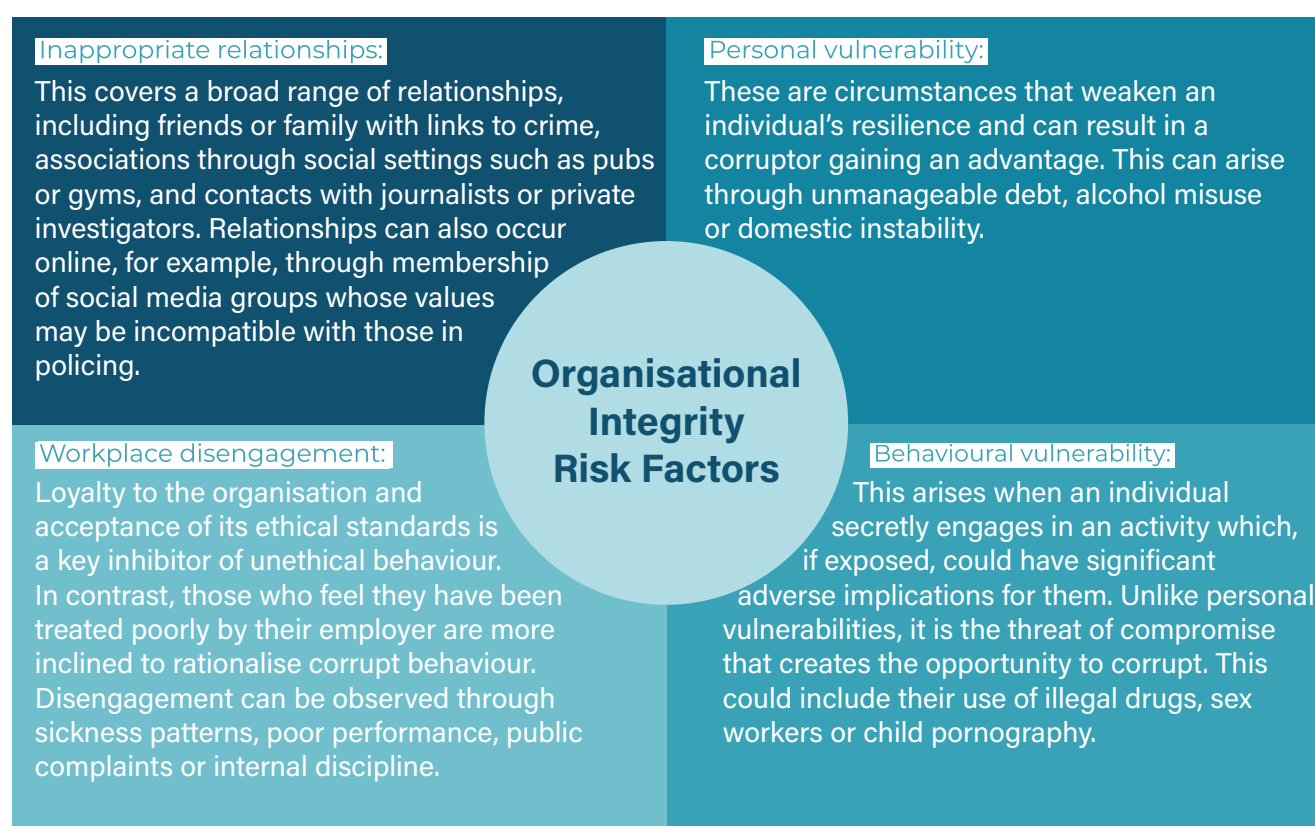 Inappropriate relationships:
This covers a broad range of relationships,
including friends or family with links to crime,
associations through social settings such as pubs
or gyms, and contacts with journalists or private
investigators. Relationships can also occur
online, for example, through membership
of social media groups whose values
may be incompatible with those in
policing.
Personal vulnerability:
These are circumstances that weaken an
individual’s resilience and can result in a
corruptor gaining an advantage. This can arise
through unmanageable debt, alcohol misuse
or domestic instability.
Organisational
Integrity
Risk Factors
Workplace disengagement:
Loyalty to the organisation and
acceptance of its ethical standards is
a key inhibitor of unethical behaviour.
In contrast, those who feel they have been
treated poorly by their employer are more
inclined to rationalise corrupt behaviour.
Disengagement can be observed through
sickness patterns, poor performance, public
complaints or internal discipline.
Behavioural vulnerability:
This arises when an individual
secretly engages in an activity which,
if exposed, could have significant
adverse implications for them. Unlike personal
vulnerabilities, it is the threat of compromise
that creates the opportunity to corrupt. This
could include their use of illegal drugs, sex
workers or child pornography.